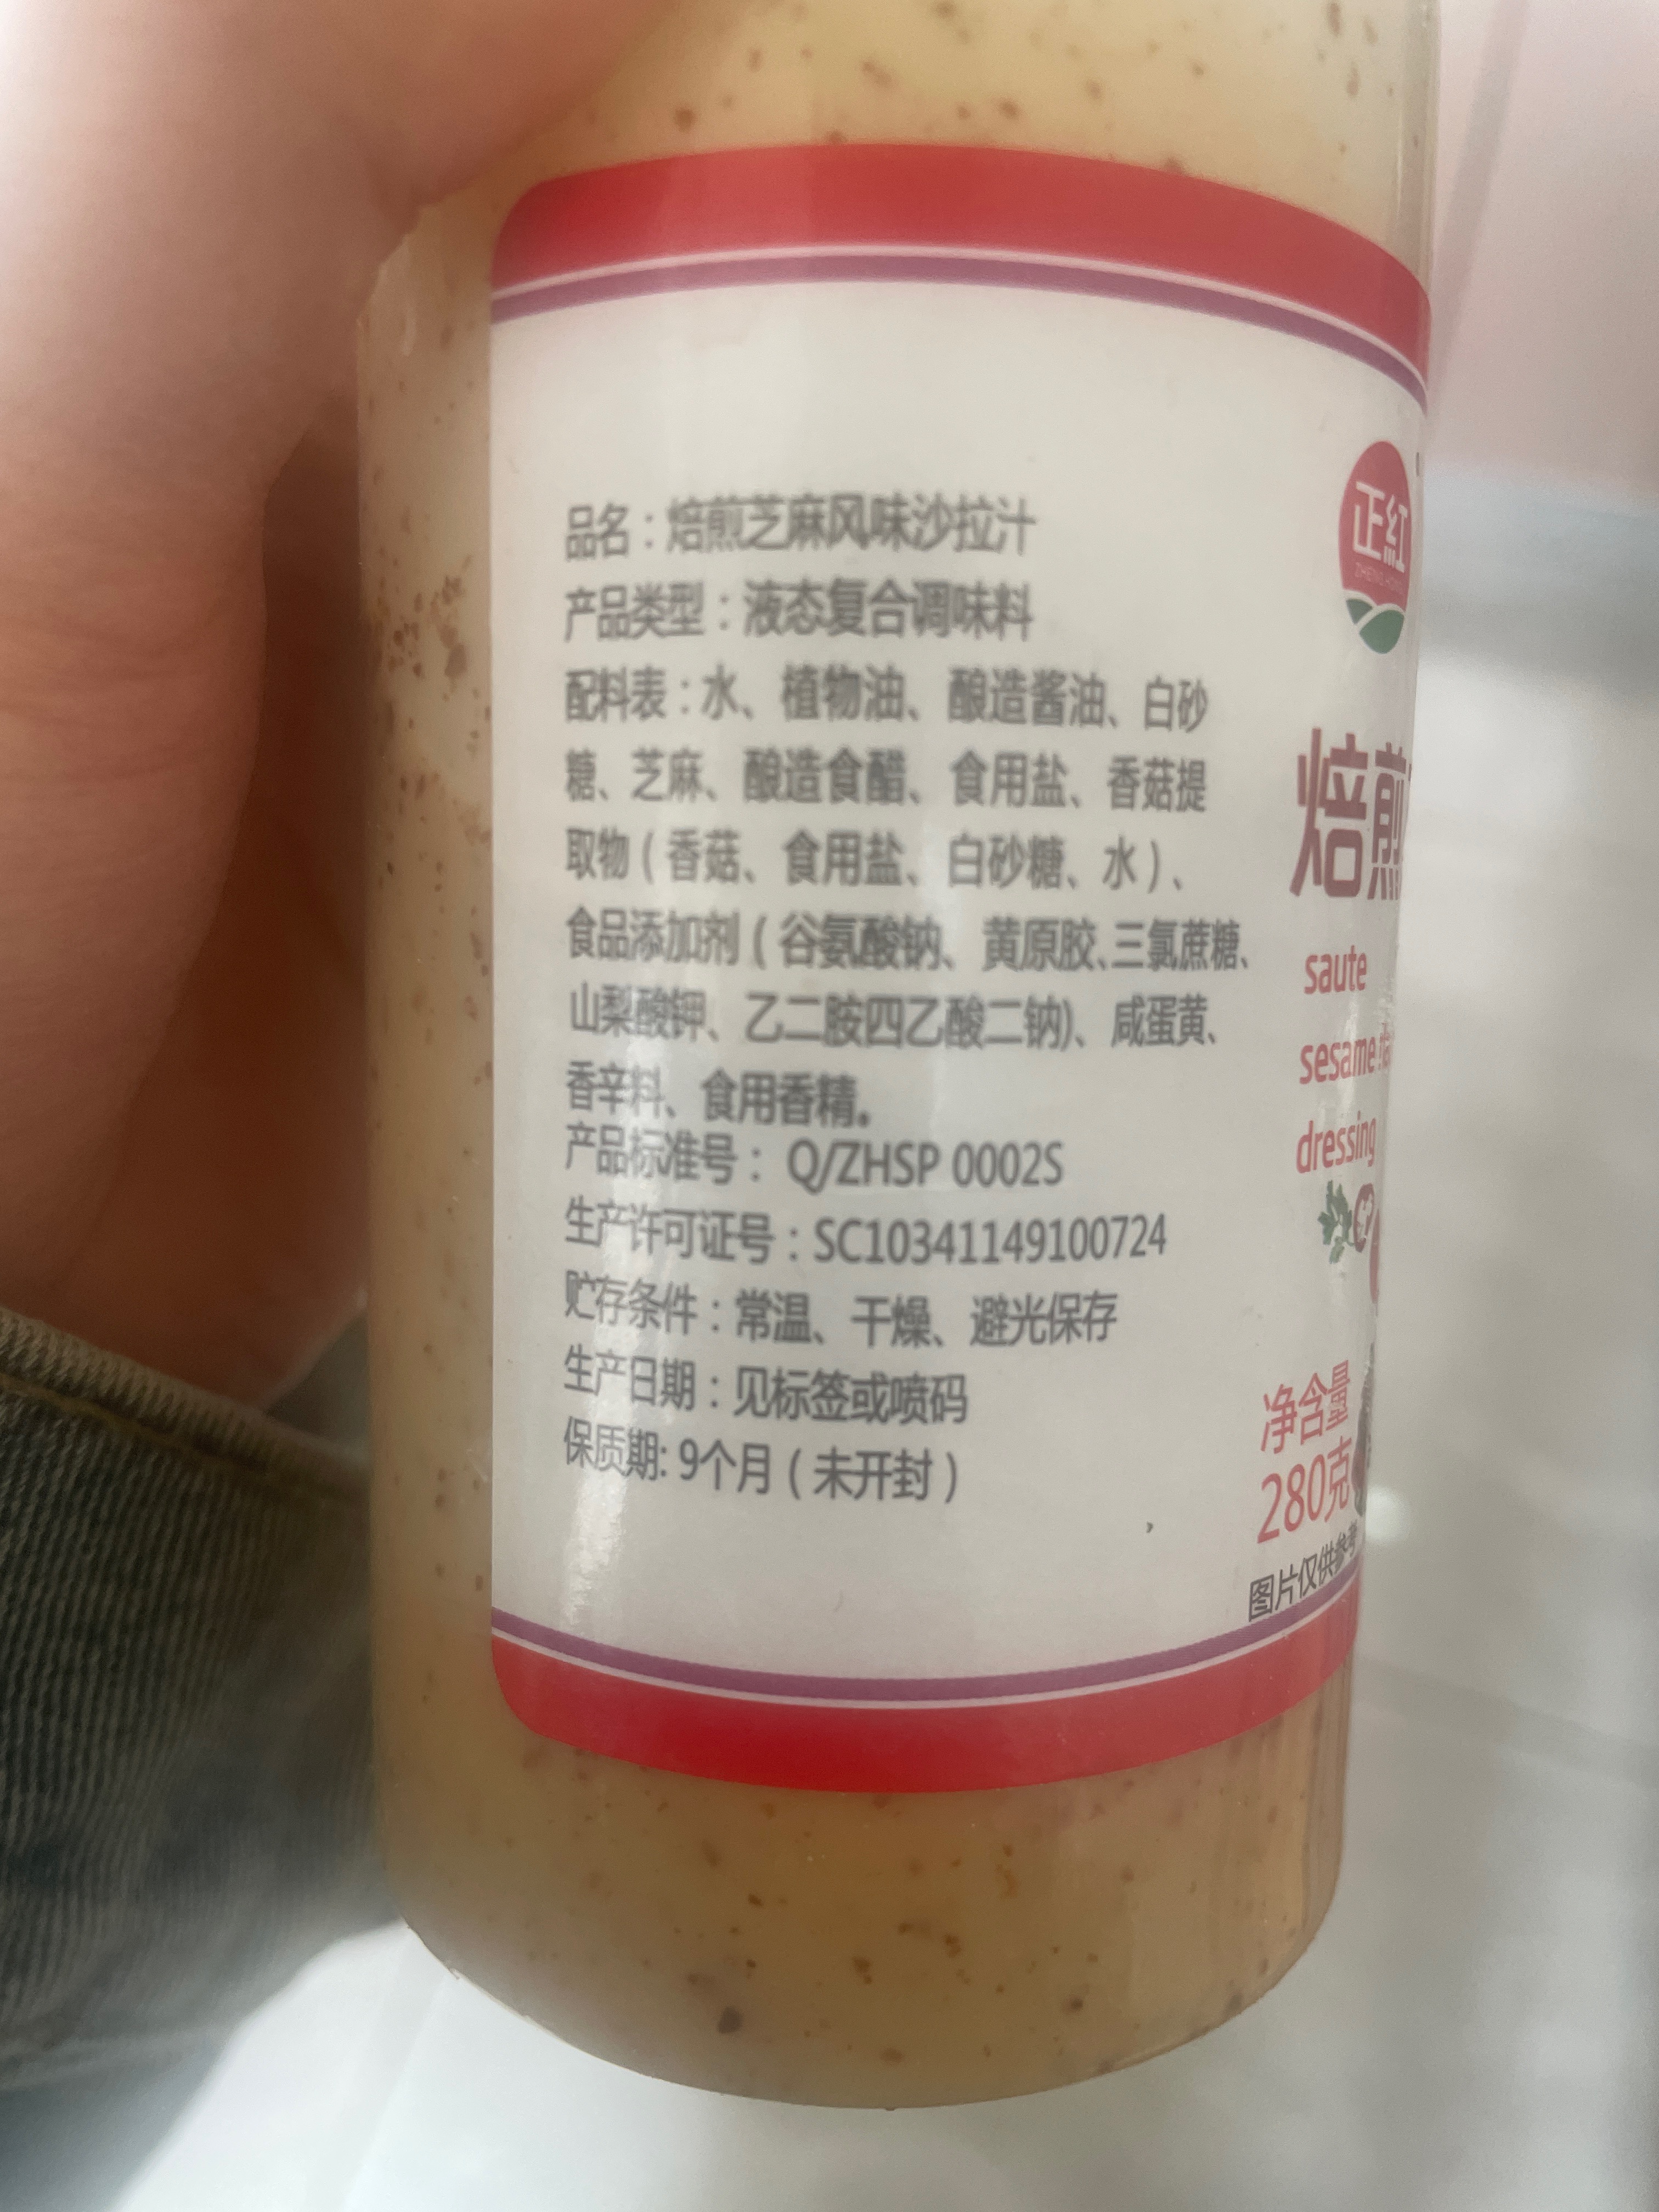 品名：焙煎芝麻风味沙拉汁
产品类型：液态复合调味料
配料表：水、植物油、酿造酱油、白砂
糖、芝麻、酿造食醋、食用盐、香菇提
取物（香菇、食用盐、白砂糖、水）、
食品添加剂（谷氨酸钠、黄原胶、三氯蔗糖、
山梨酸钾、乙二胺四乙酸二钠)、咸蛋黄、
香辛料、食用香精。
产品标准号：Q/ZHSP 0002S
生产许可证号：SC10341149100724
贮存条件：常温、干燥、避光保存
生产日期：见标签或喷码
保质期: 9个月（未开封）
正紅
焙煎
saute
sesame
dressing
净含量
280克
图片仅供参考